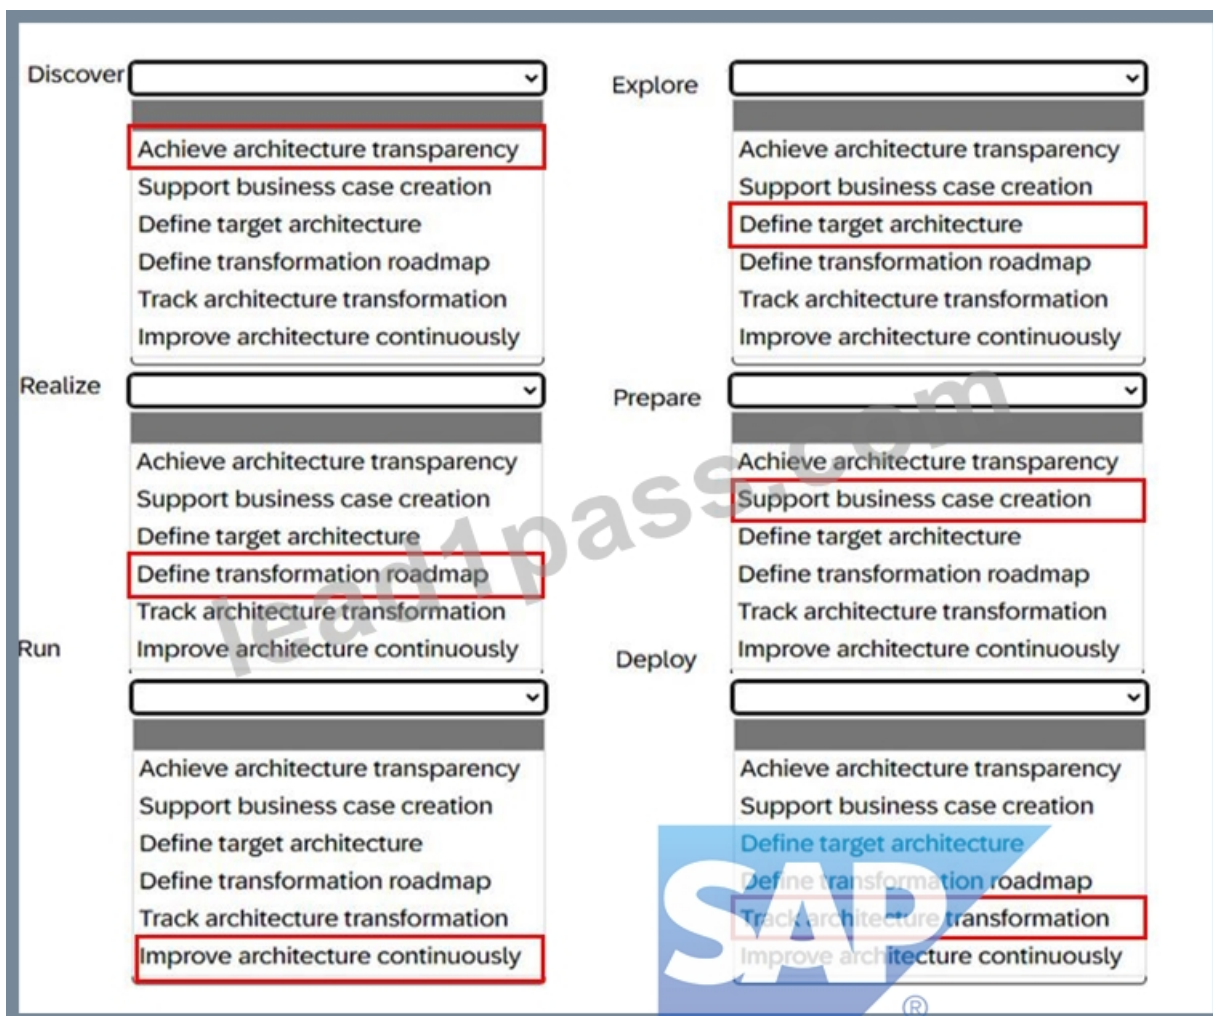 Discover
Achieve architecture transparency
Support business case creation
Define target architecture
Define transformation roadmap
Track architecture transformation
Improve architecture continuously
Explore
Achieve architecture transparency
Support business case creation
Define target architecture
Define transformation roadmap
Track architecture transformation
Improve architecture continuously
Realize
Achieve architecture transparency
Support business case creation
Define target architecture
Define transformation roadmap
Track architecture transformation
Improve architecture continuously
Prepare
Achieve architecture transparency
Support business case creation
Define target architecture
Define transformation roadmap
Track architecture transformation
Improve architecture continuously
Run
Achieve architecture transparency
Support business case creation
Define target architecture
Define transformation roadmap
Track architecture transformation
Improve architecture continuously
Deploy
Achieve architecture transparency
Support business case creation
Define target architecture
Define transformation roadmap
Track architecture transformation
Improve architecture continuously
lead1pass.com
SAP
®